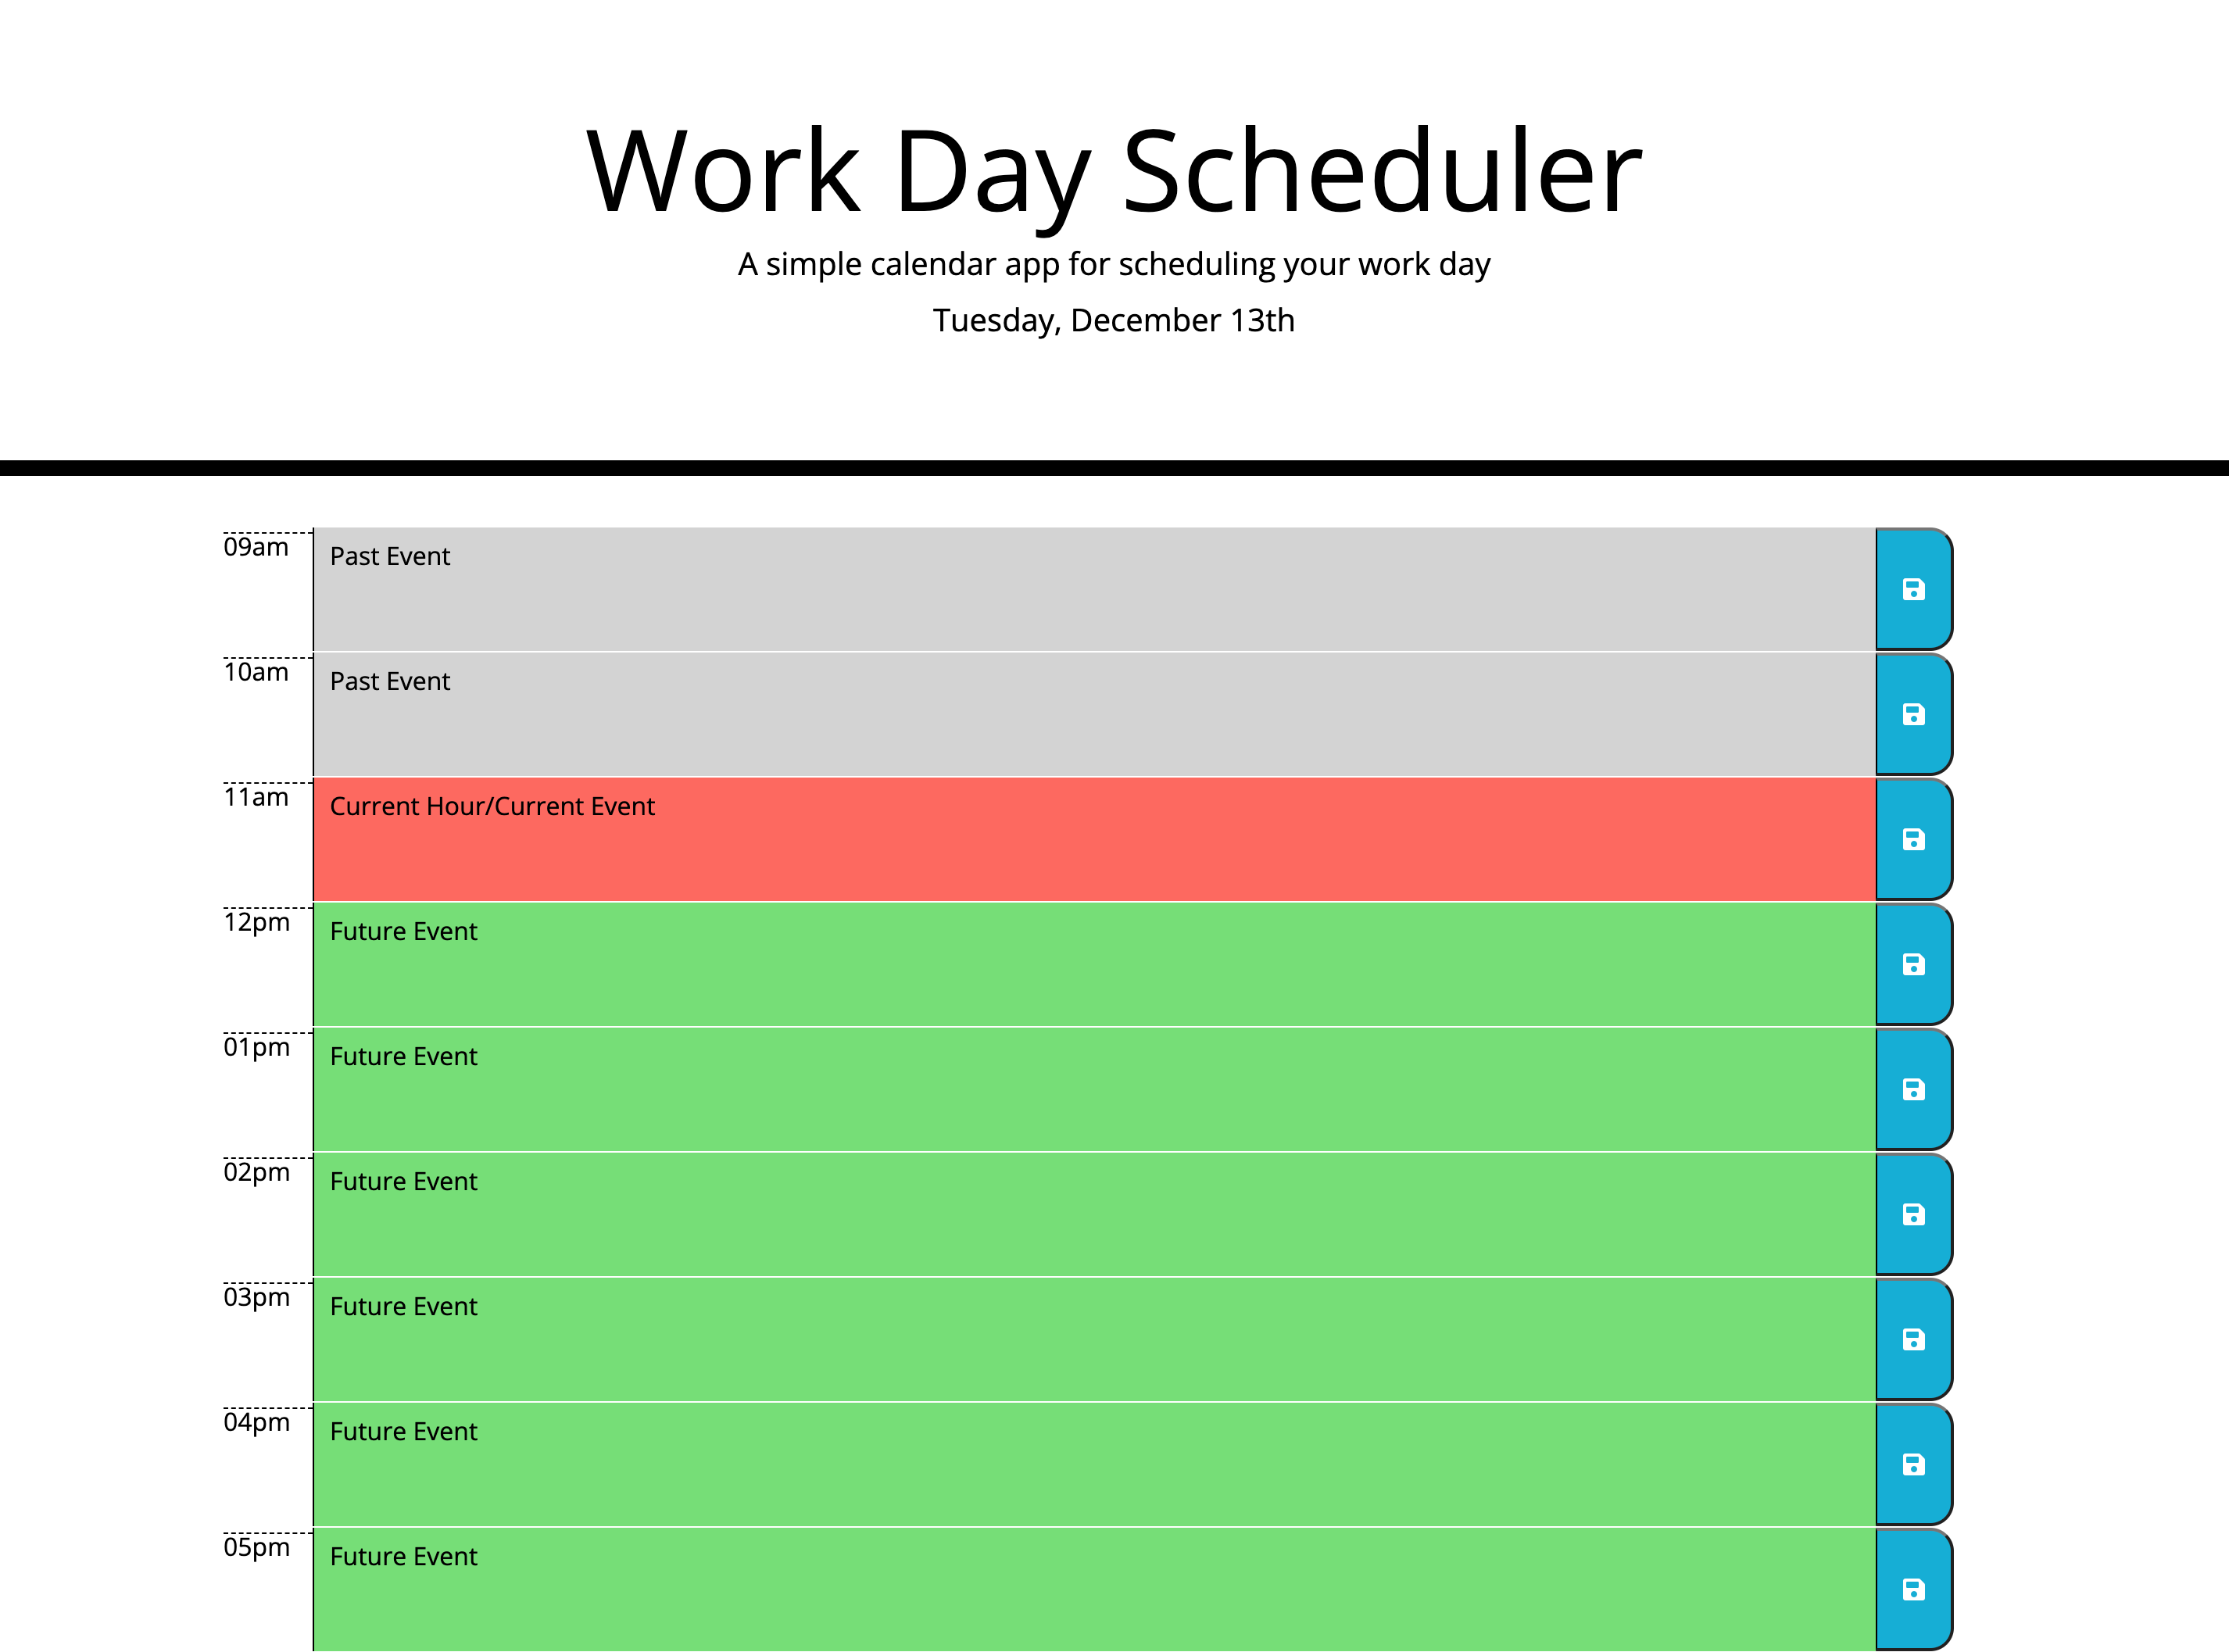 Work Day Scheduler
A simple calendar app for scheduling your work day
Tuesday, December 13th
09am
Past Event
10am
Past Event
11am
Current Hour/Current Event
12pm
Future Event
01pm
Future Event
02pm
Future Event
03pm
Future Event
04pm
Future Event
05pm
Future Event